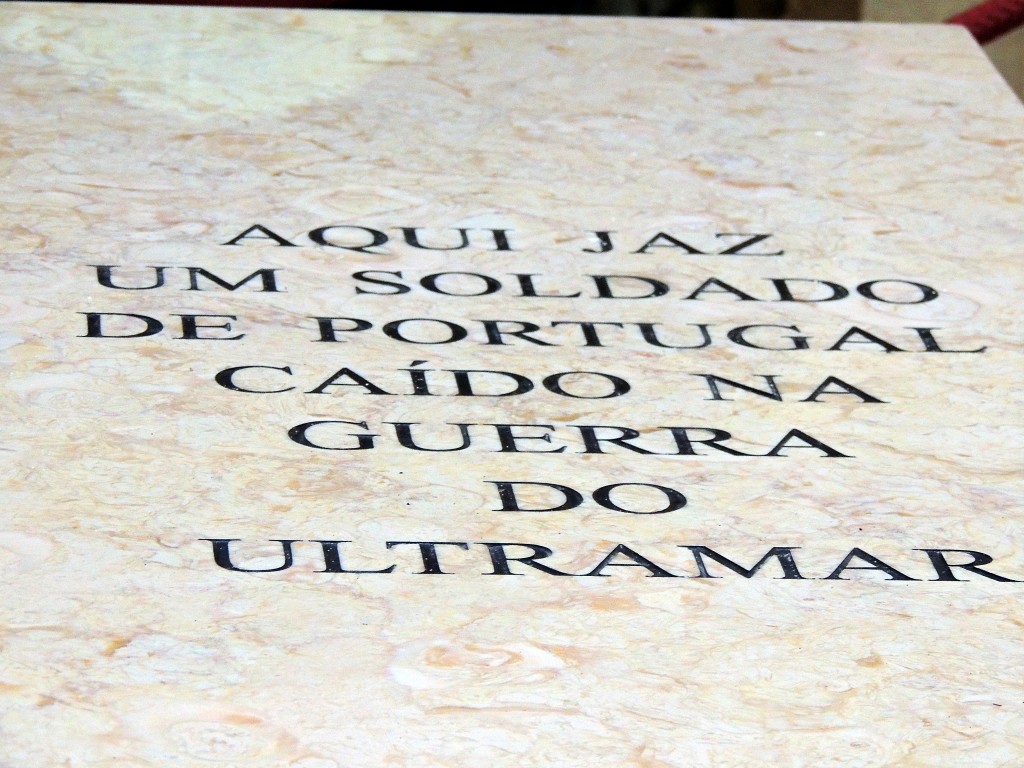 AQUI JAZ
UM SOLDADO
DE PORTUGAL
CAÍDO NA
GUERRA
DO
ULTRAMAR